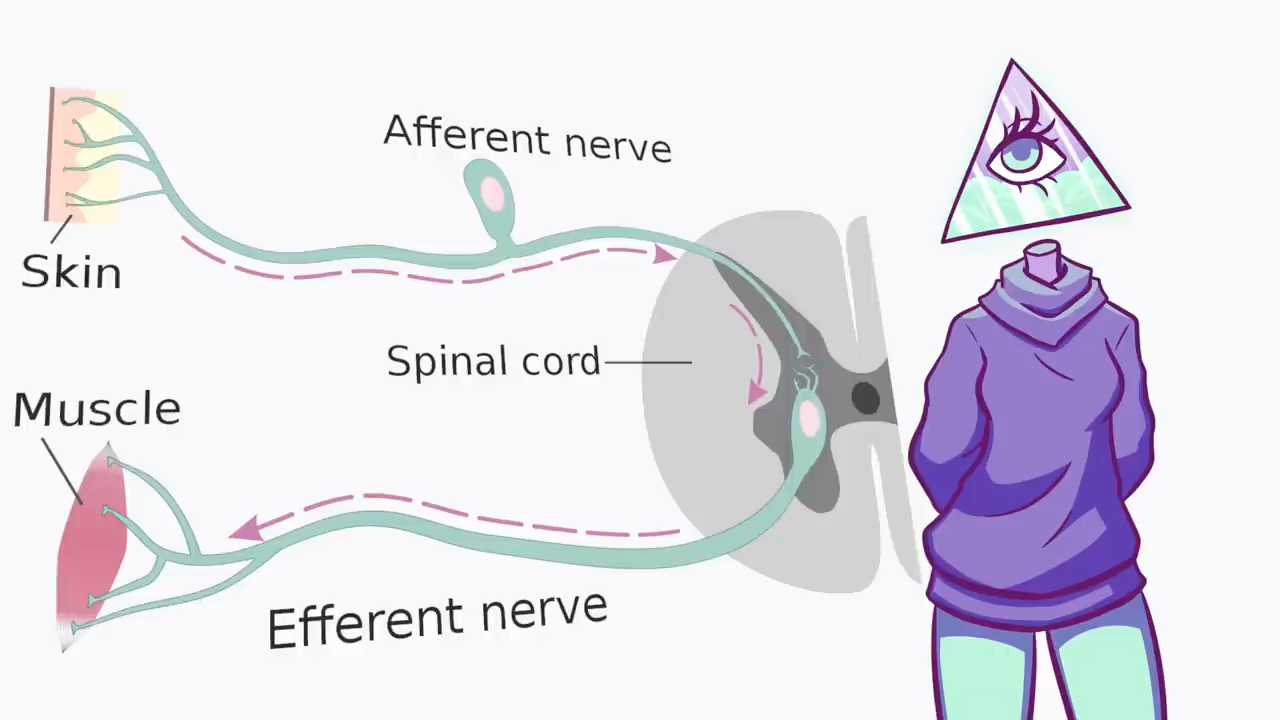 Afferent nerve
Skin
Spinal cord
Muscle
Efferent nerve